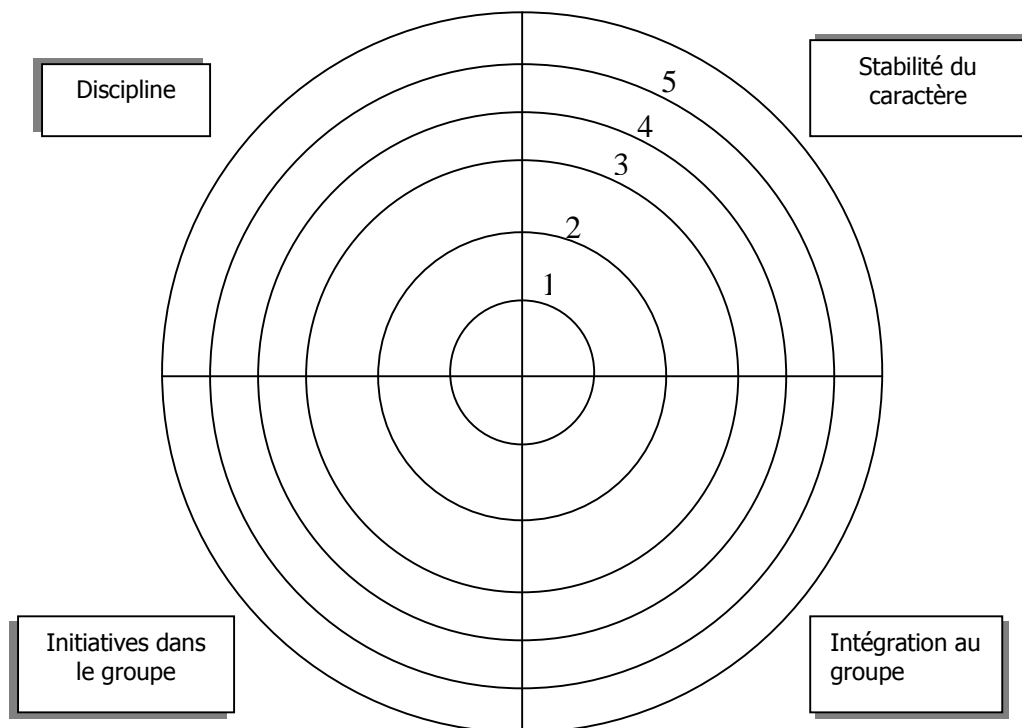 Discipline
Stabilité du
caractère
5
4
3
2
1
Initiatives dans
le groupe
Intégration au
groupe